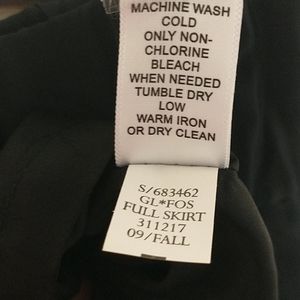 MACHINE WASH
COLD
ONLY NON-
CHLORINE
BLEACH
WHEN NEEDED
TUMBLE DRY
LOW
WARM IRON
OR DRY CLEAN
S/683462
GL*FOS
FULL SKIRT
311217
09/FALL